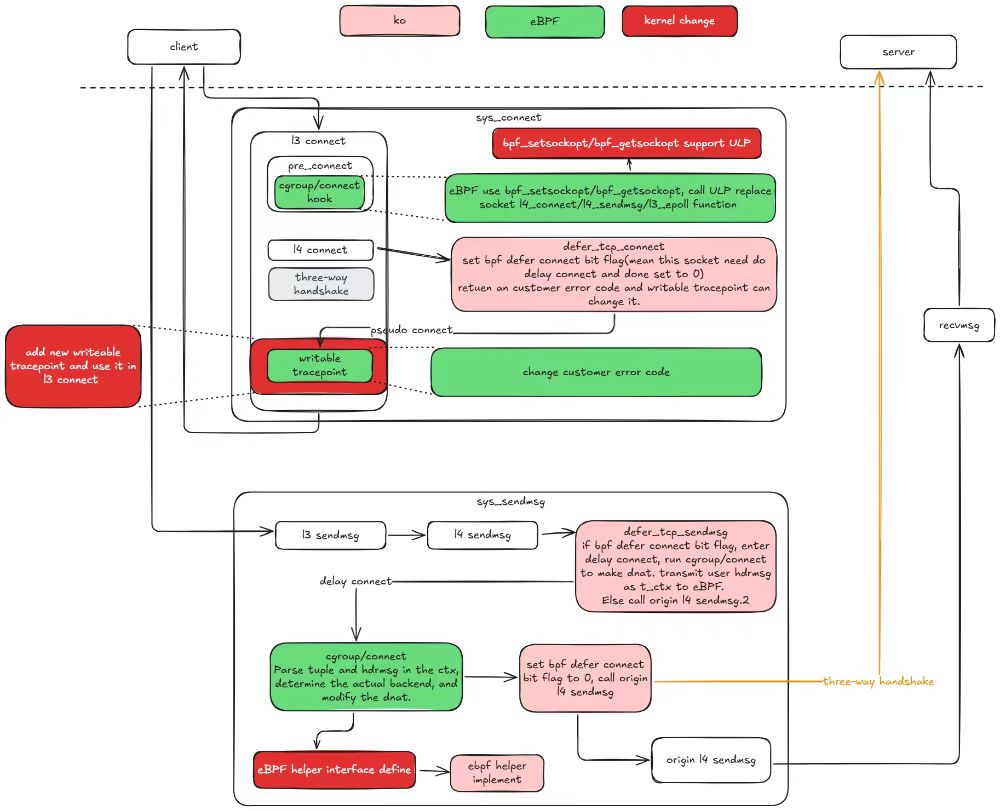 ko
eBPF
kernel change
client
server
sys_connect
l3 connect
bpf_setsockopt/bpf_getsockopt support ULP
pre_connect
cgroup/connect
hook
eBPF use bpf_setsockopt/bpf_getsockopt, call ULP replace
socket l4_connect/l4_sendmsg/l3_epoll function
l4 connect
defer_tcp_connect
set bpf defer connect bit flag(mean this socket need do
delay connect and done set to 0)
retuen an customer error code and writable tracepoint can
change it.
three-way
handshake
recvmsg
pseudo connect
add new writeable
tracepoint and use it in
l3 connect
writable
tracepoint
change customer error code
sys_sendmsg
l3 sendmsg
l4 sendmsg
defer_tcp_sendmsg
if bpf defer connect bit flag, enter
delay connect, run cgroup/connect
to make dnat. transmit user hdrmsg
as t_ctx to eBPF.
Else call origin l4 sendmsg.2
delay connect
cgroup/connect
Parse tuple and hdrmsg in the ctx,
determine the actual backend, and
modify the dnat.
set bpf defer connect
bit flag to 0, call origin
l4 sendmsg
three-way handshake
eBPF helper interface define
ebpf helper
implement
origin l4 sendmsg